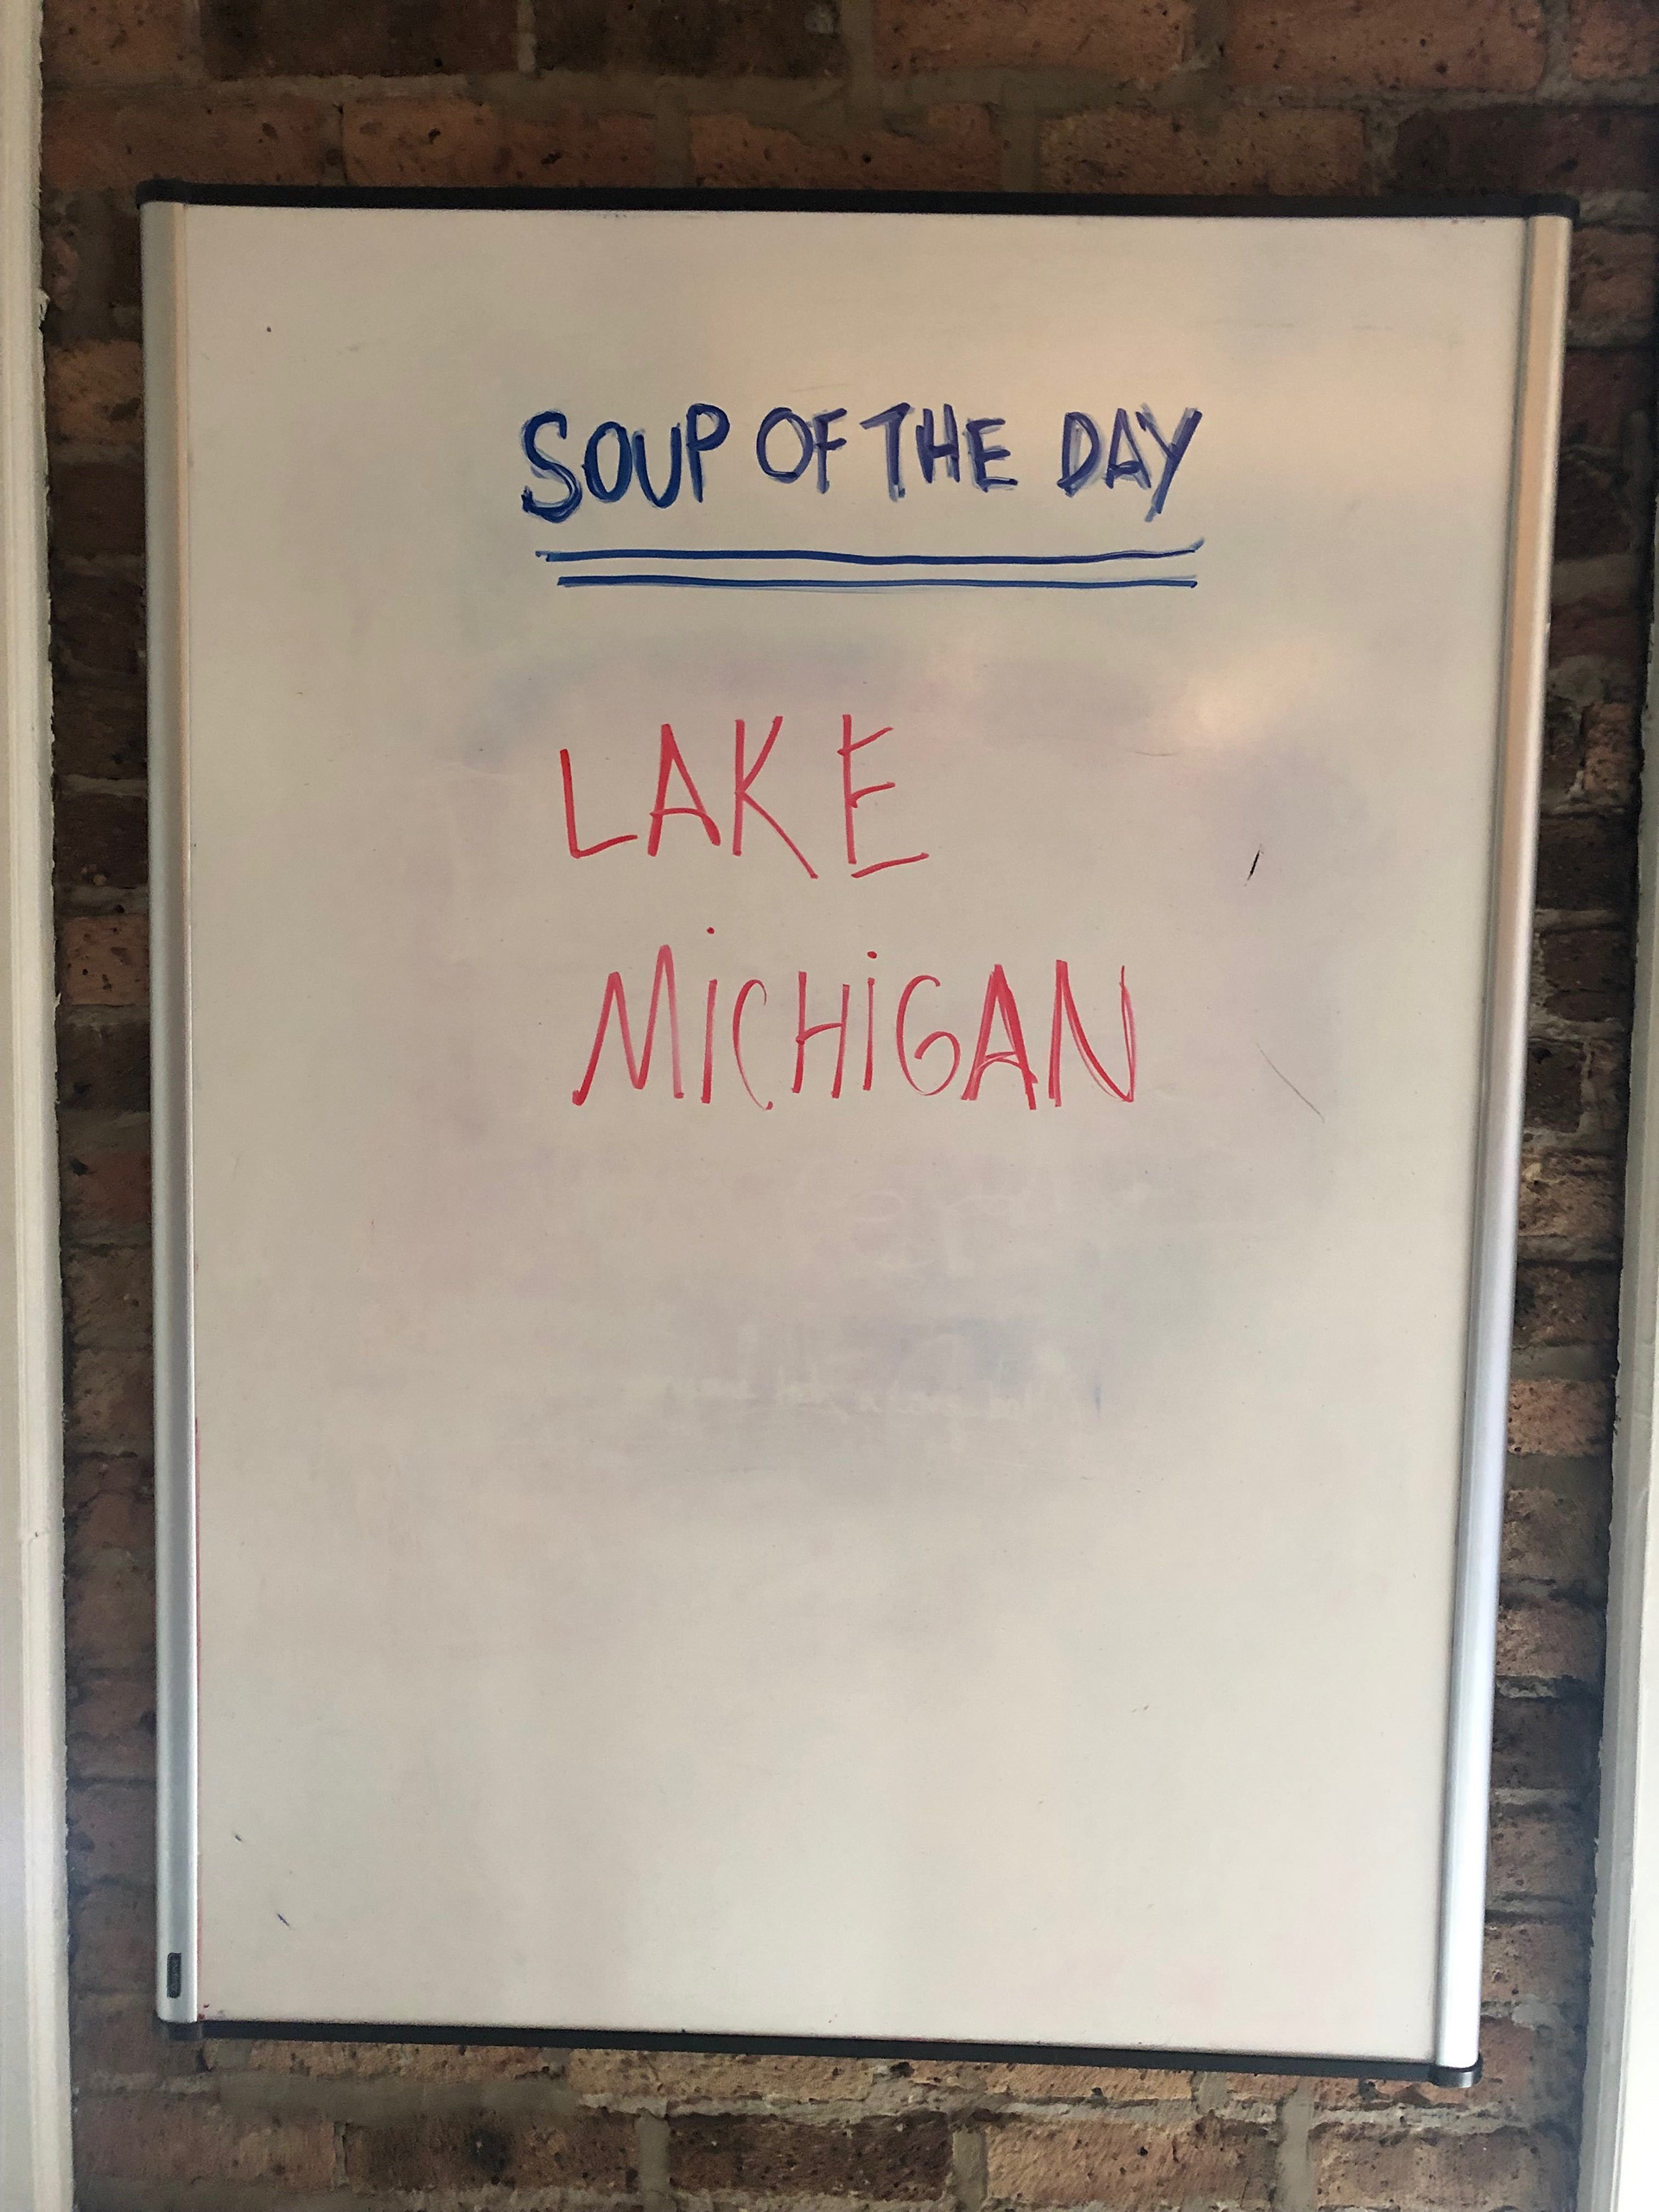 SOUP OF THE DAY
LAKE
MiCHiGAN